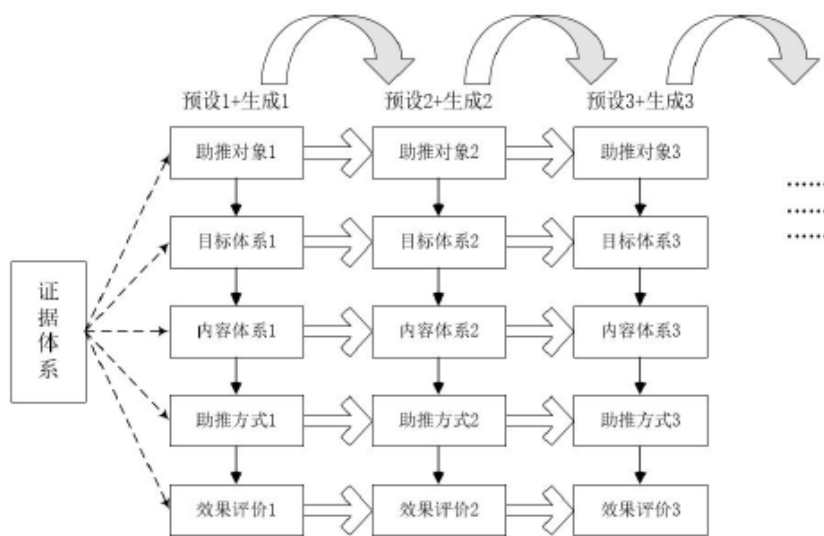 预设1+生成1 预设2+生成2 预设3+生成3
助推对象1 助推对象2 助推对象3
目标体系1 目标体系2 目标体系3
证据体系
内容体系1 内容体系2 内容体系3
助推方式1 助推方式2 助推方式3
效果评价1 效果评价2 效果评价3
……
……
……